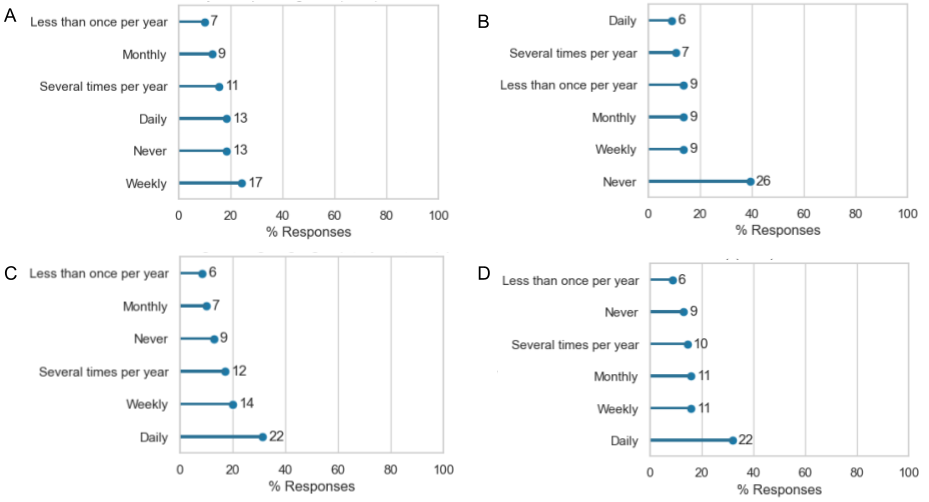 A
Less than once per year 7
Monthly 9
Several times per year 11
Daily 13
Never 13
Weekly 17
0 20 40 60 80 100
% Responses
B
Daily 6
Several times per year 7
Less than once per year 9
Monthly 9
Weekly 9
Never 26
0 20 40 60 80 100
% Responses
C
Less than once per year 6
Monthly 7
Never 9
Several times per year 12
Weekly 14
Daily 22
0 20 40 60 80 100
% Responses
D
Less than once per year 6
Never 9
Several times per year 10
Monthly 11
Weekly 11
Daily 22
0 20 40 60 80 100
% Responses